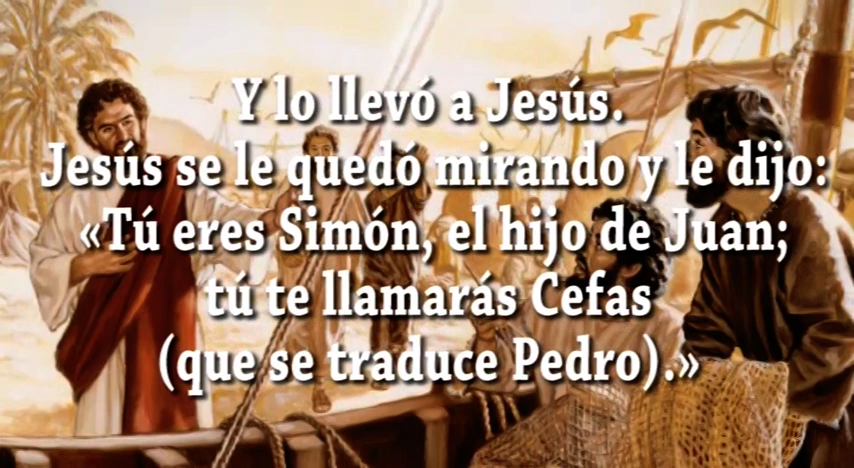 Y lo llevó a Jesús.
Jesús se le quedó mirando y le dijo:
«Tú eres Simón, el hijo de Juan;
tú te llamarás Cefas
(que se traduce Pedro).»